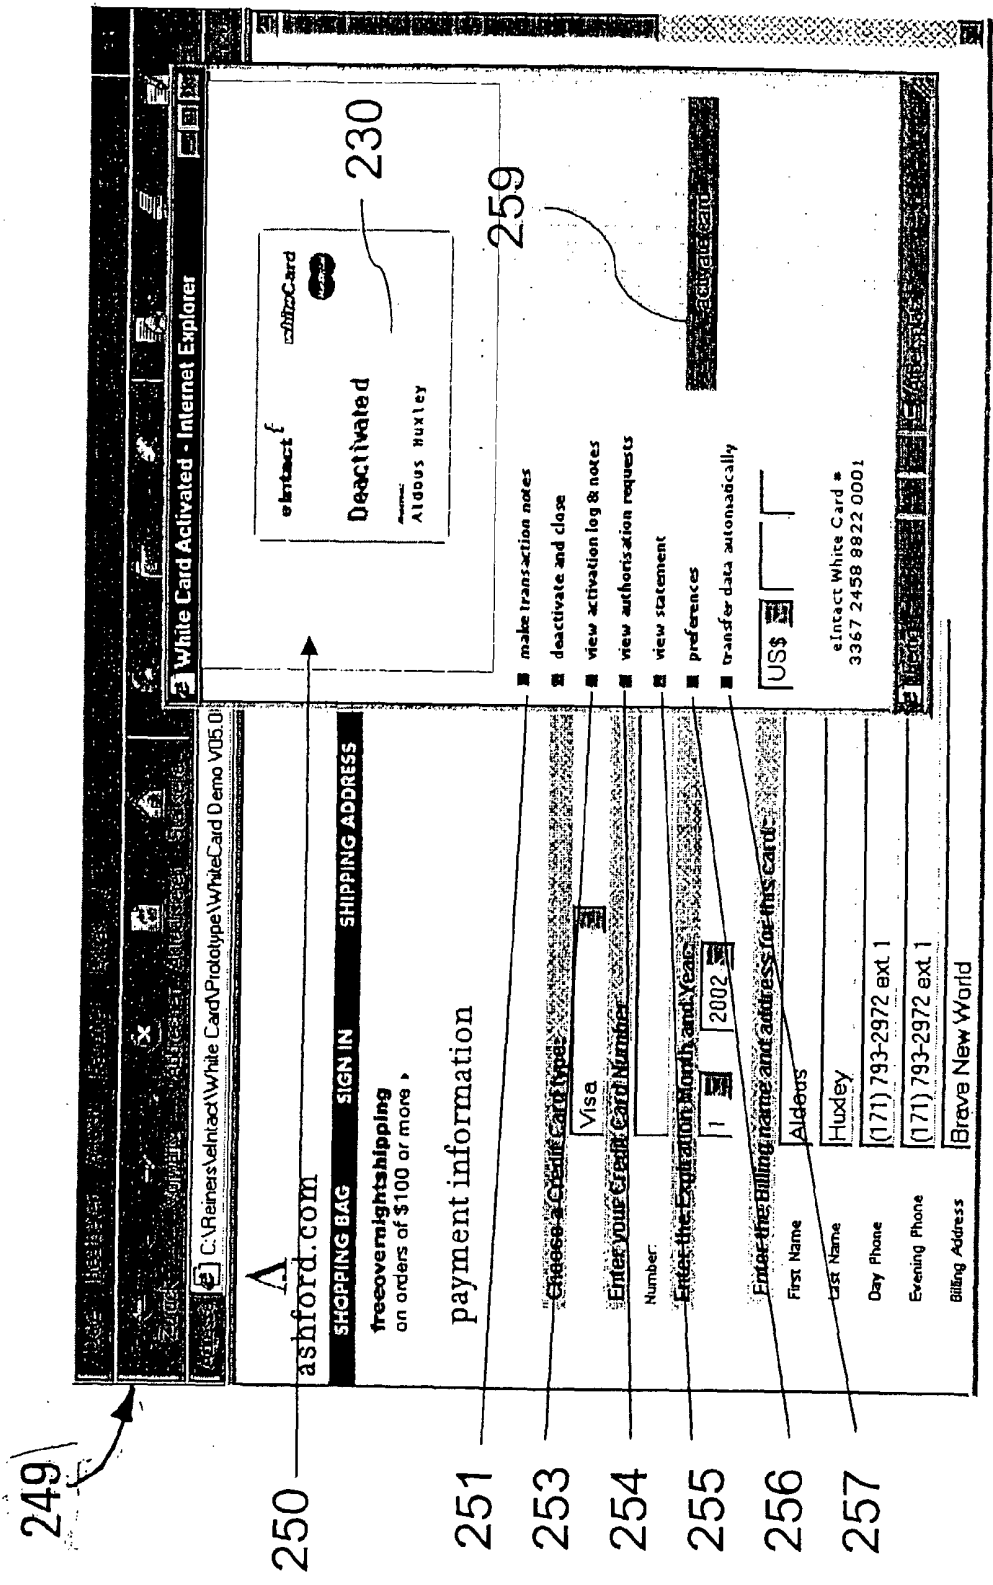 249
White Card Activated - Internet Explorer
C:\Reiners\eIntact\White Card\Prototype\WhiteCard Demo V05.0
A
ashford.com
SHOPPING BAG SIGN IN SHIPPING ADDRESS
freeovernightshipping
on orders of $100 or more
payment information
Choose a Credit Card type:
Visa
Enter your Credit Card Number
Number:
Enter the Expiration Month and Year:
1 2002
Enter the Billing name and address for this card:
First Name Aldous
Last Name Huxley
Day Phone (171) 793-2972 ext 1
Evening Phone (171) 793-2972 ext 1
Billing Address Brave New World
eIntact whiteCard
Deactivated
Name:
Aldous Huxley
230
259
make transaction notes
deactivate and close
view activation log & notes
view authorisation requests
view statement
preferences
transfer data automatically
activate card
US$
eIntact White Card #
3367 2458 8822 0001
250
251
253
254
255
256
257